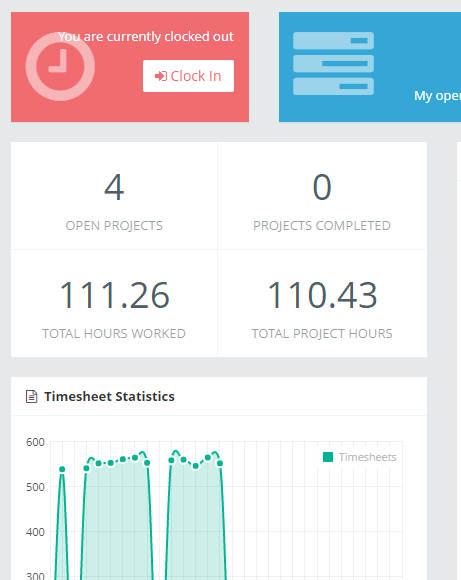 You are currently clocked out
Clock In
My open
4
0
OPEN PROJECTS
PROJECTS COMPLETED
111.26
110.43
TOTAL HOURS WORKED
TOTAL PROJECT HOURS
Timesheet Statistics
600
Timesheets
500
400
300